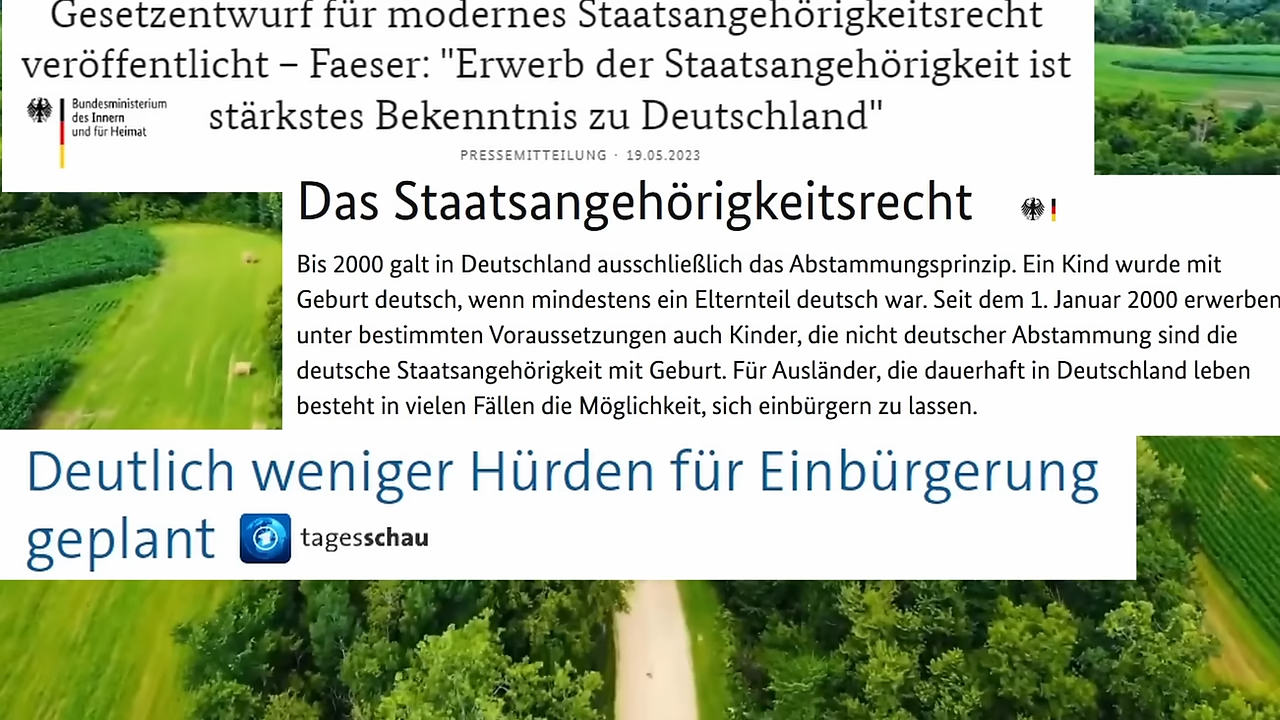 Gesetzentwurf für modernes Staatsangehörigkeitsrecht
veröffentlicht – Faeser: "Erwerb der Staatsangehörigkeit ist
stärkstes Bekenntnis zu Deutschland"
Bundesministerium
des Innern
und für Heimat
PRESSEMITTEILUNG · 19.05.2023
Das Staatsangehörigkeitsrecht
Bis 2000 galt in Deutschland ausschließlich das Abstammungsprinzip. Ein Kind wurde mit
Geburt deutsch, wenn mindestens ein Elternteil deutsch war. Seit dem 1. Januar 2000 erwerben
unter bestimmten Voraussetzungen auch Kinder, die nicht deutscher Abstammung sind die
deutsche Staatsangehörigkeit mit Geburt. Für Ausländer, die dauerhaft in Deutschland leben
besteht in vielen Fällen die Möglichkeit, sich einbürgern zu lassen.
Deutlich weniger Hürden für Einbürgerung
geplant
tagesschau